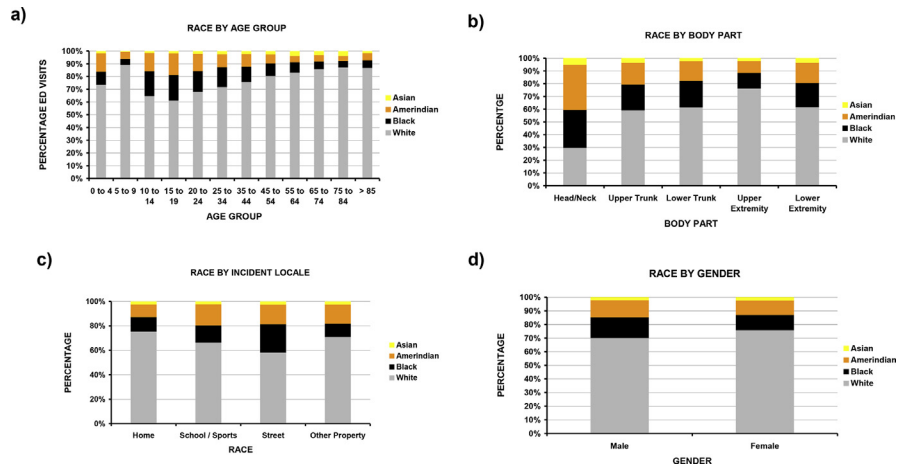 a)
RACE BY AGE GROUP
PERCENTAGE ED VISITS
100%
90%
80%
70%
60%
50%
40%
30%
20%
10%
0%
0 to 4 5 to 9 10 to 15 to 20 to 25 to 35 to 45 to 55 to 65 to 75 to > 85
14 19 24 34 44 54 64 74 84
AGE GROUP
Asian
Amerindian
Black
White
b)
RACE BY BODY PART
PERCENTGE
100%
90%
80%
70%
60%
50%
40%
30%
20%
10%
0%
Head/Neck Upper Trunk Lower Trunk Upper Lower
Extremity Extremity
BODY PART
Asian
Amerindian
Black
White
c)
RACE BY INCIDENT LOCALE
PERCENTAGE
100%
80%
60%
40%
20%
0%
Home School / Sports Street Other Property
RACE
Asian
Amerindian
Black
White
d)
RACE BY GENDER
PERCENTAGE
100%
90%
80%
70%
60%
50%
40%
30%
20%
10%
0%
Male Female
GENDER
Asian
Amerindian
Black
White